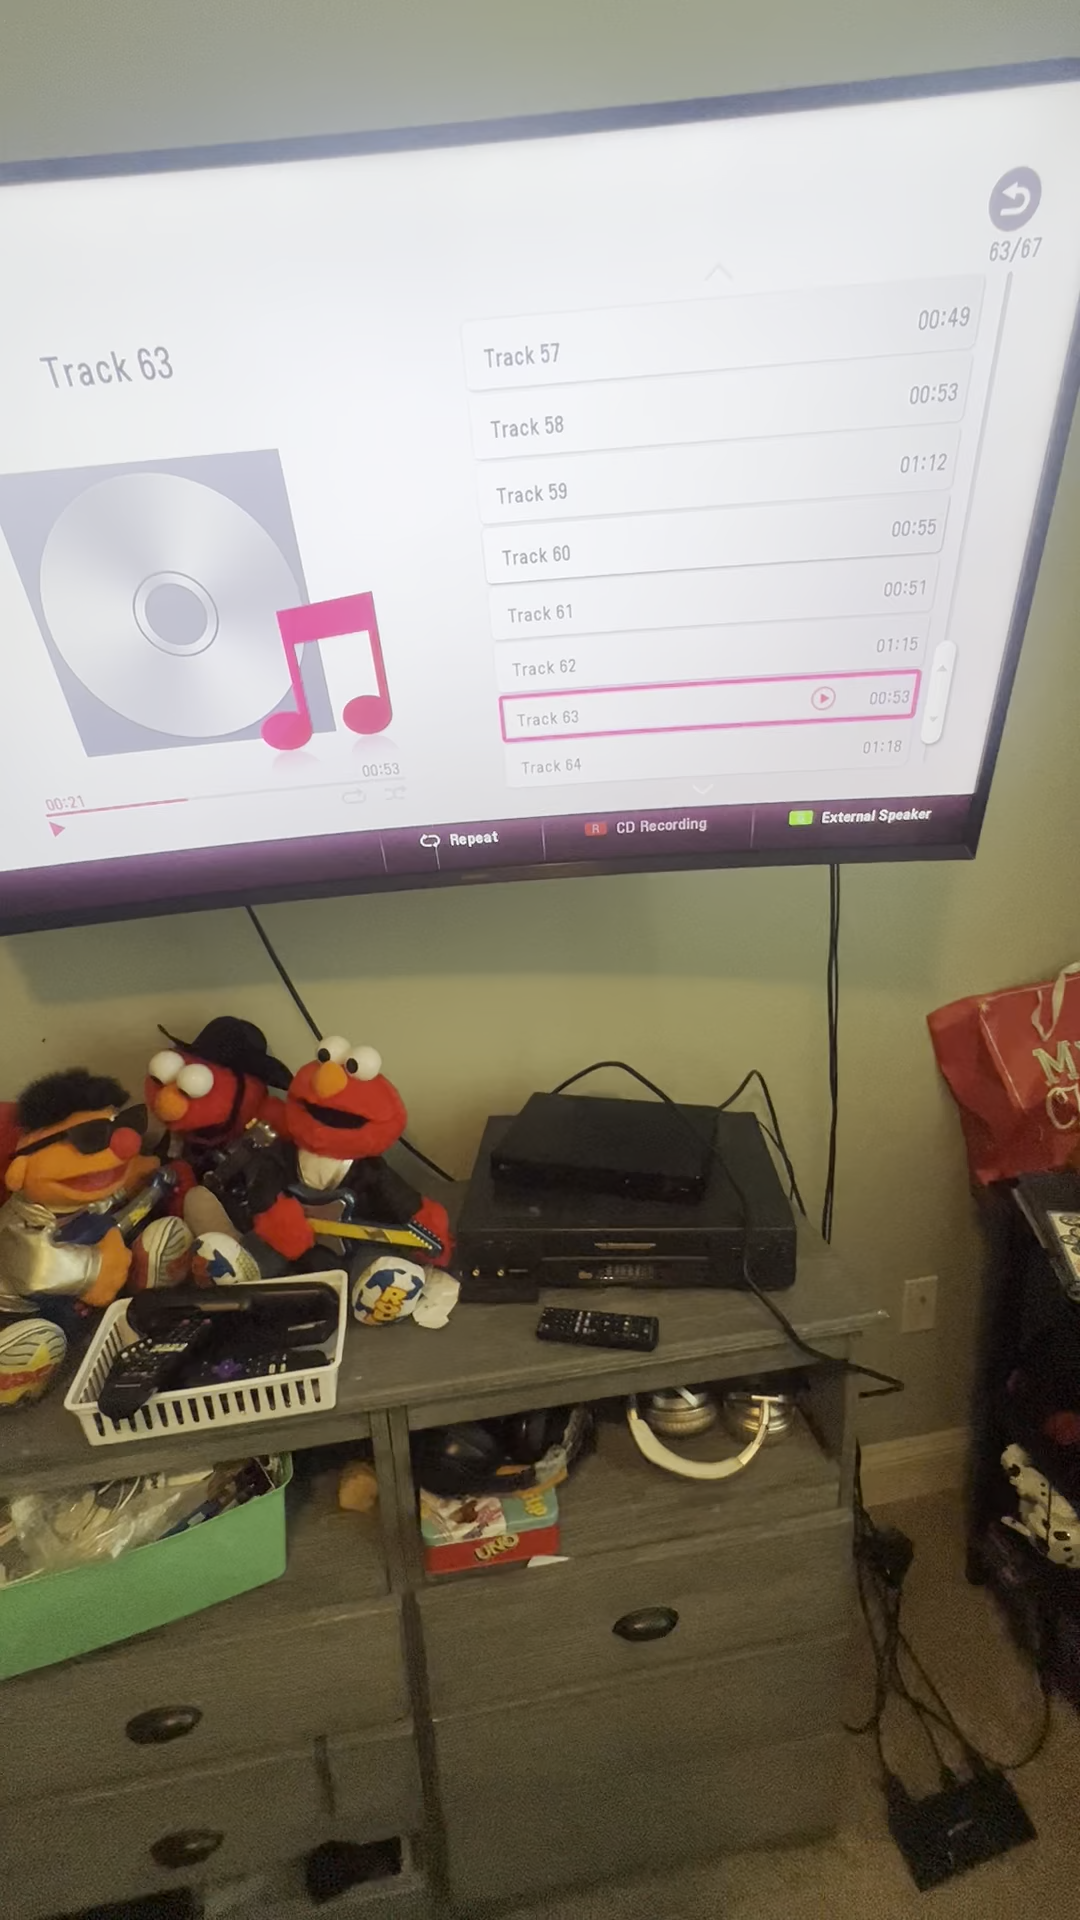 63/67
Track 63
Track 57 00:49
Track 58 00:53
Track 59 01:12
Track 60 00:55
Track 61 00:51
Track 62 01:15
Track 63 00:53
Track 64 01:18
00:21 00:53
Repeat
R CD Recording
External Speaker
UNO